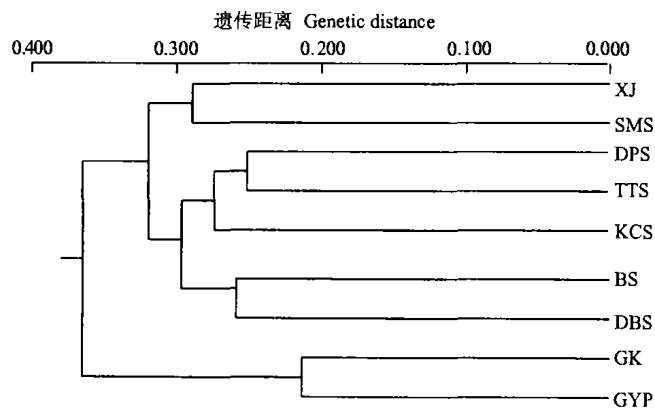 遗传距离 Genetic distance
0.400 0.300 0.200 0.100 0.000
XJ
SMS
DPS
TTS
KCS
BS
DBS
GK
GYP